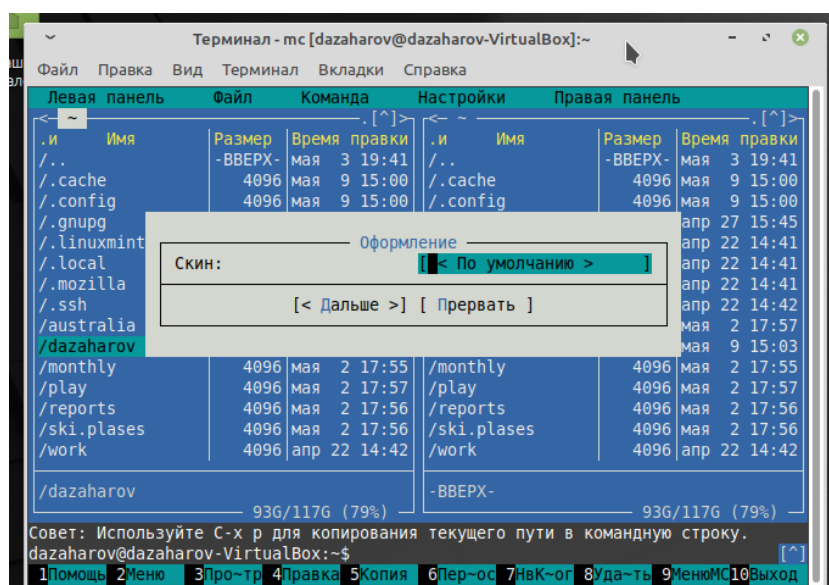 Терминал - mc [dazaharov@dazaharov-VirtualBox]:~
Файл Правка Вид Терминал Вкладки Справка
Левая панель Файл Команда Настройки Правая панель
<— ~ .[^]> <— ~ .[^]>
.и Имя Размер Время правки .и Имя Размер Время правки
/.. -ВВЕРХ- мая 3 19:41 /.. -ВВЕРХ- мая 3 19:41
/.cache 4096 мая 9 15:00 /.cache 4096 мая 9 15:00
/.config 4096 мая 9 15:00 /.config 4096 мая 9 15:00
/.gnupg апр 27 15:45
/.linuxmint Оформление апр 22 14:41
/.local Скин: [ < По умолчанию > ] апр 22 14:41
/.mozilla апр 22 14:41
/.ssh [< Дальше >] [ Прервать ] апр 22 14:42
/australia мая 2 17:57
/dazaharov мая 9 15:03
/monthly 4096 мая 2 17:55 /monthly 4096 мая 2 17:55
/play 4096 мая 2 17:57 /play 4096 мая 2 17:57
/reports 4096 мая 2 17:56 /reports 4096 мая 2 17:56
/ski.plases 4096 мая 2 17:56 /ski.plases 4096 мая 2 17:56
/work 4096 апр 22 14:42 /work 4096 апр 22 14:42
/dazaharov -ВВЕРХ-
93G/117G (79%) 93G/117G (79%)
Совет: Используйте C-x p для копирования текущего пути в командную строку.
dazaharov@dazaharov-VirtualBox:~$ [^]
1Помощь 2Меню 3Про~тр 4Правка 5Копия 6Пер~ос 7НвК~ог 8Уда~ть 9МенюМС 10Выход